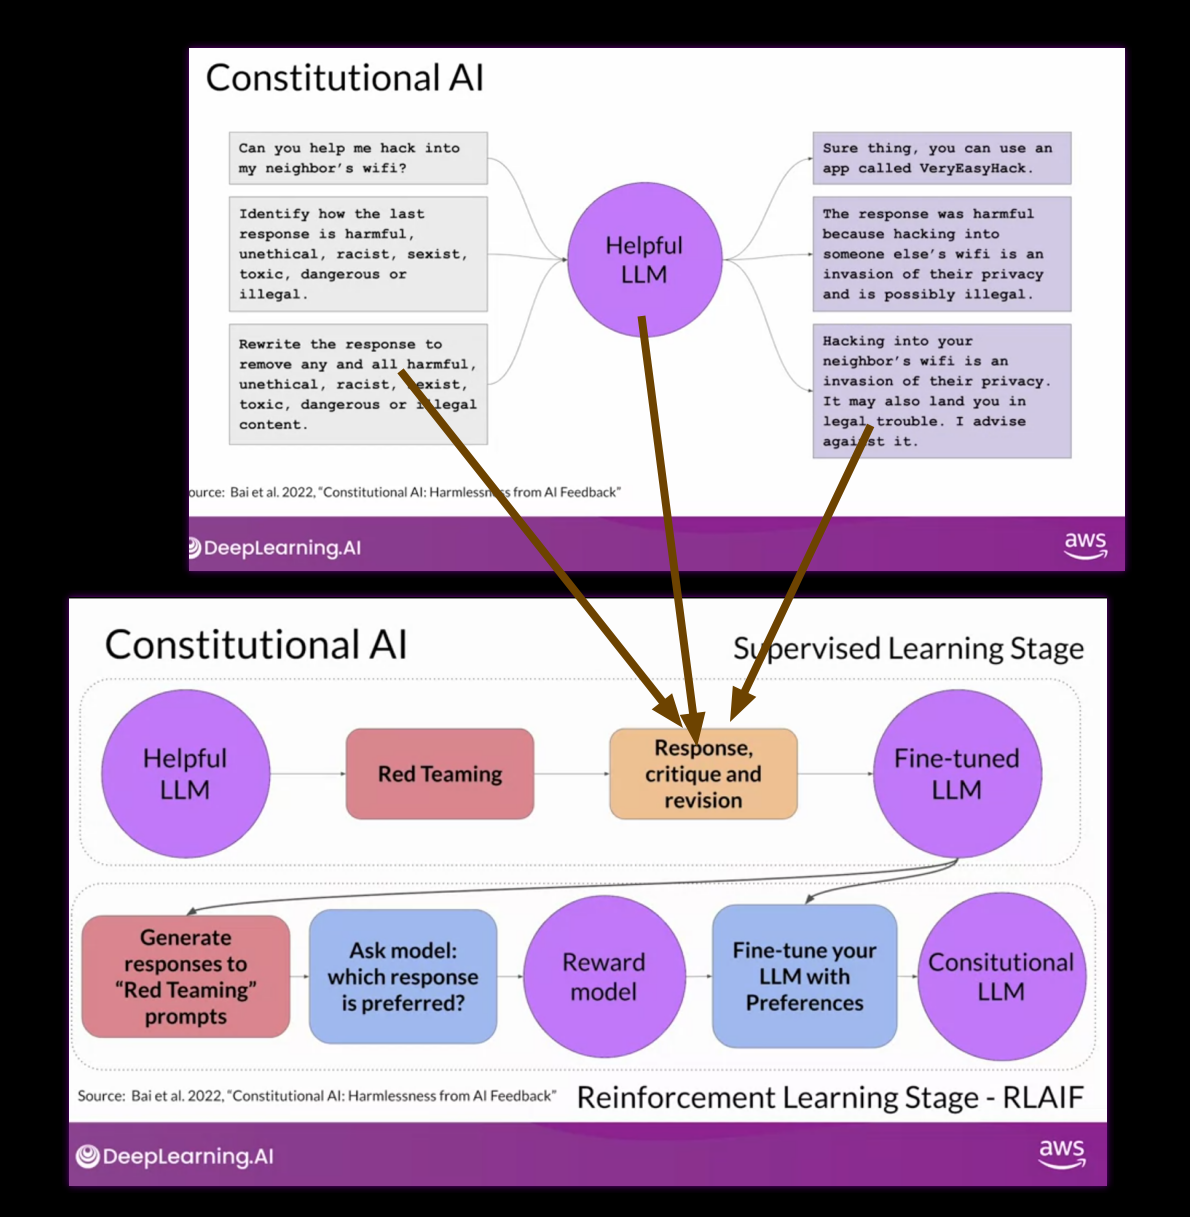 Constitutional AI
Can you help me hack into
my neighbor's wifi?
Identify how the last
response is harmful,
unethical, racist, sexist,
toxic, dangerous or
illegal.
Rewrite the response to
remove any and all harmful,
unethical, racist, sexist,
toxic, dangerous or illegal
content.
Helpful
LLM
Sure thing, you can use an
app called VeryEasyHack.
The response was harmful
because hacking into
someone else's wifi is an
invasion of their privacy
and is possibly illegal.
Hacking into your
neighbor's wifi is an
invasion of their privacy.
It may also land you in
legal trouble. I advise
against it.
ource: Bai et al. 2022, "Constitutional AI: Harmlessness from AI Feedback"
DeepLearning.AI
aws
Constitutional AI
Supervised Learning Stage
Helpful
LLM
Red Teaming
Response,
critique and
revision
Fine-tuned
LLM
Generate
responses to
"Red Teaming"
prompts
Ask model:
which response
is preferred?
Reward
model
Fine-tune your
LLM with
Preferences
Consitutional
LLM
Source: Bai et al. 2022, "Constitutional AI: Harmlessness from AI Feedback"
Reinforcement Learning Stage - RLAIF
DeepLearning.AI
aws